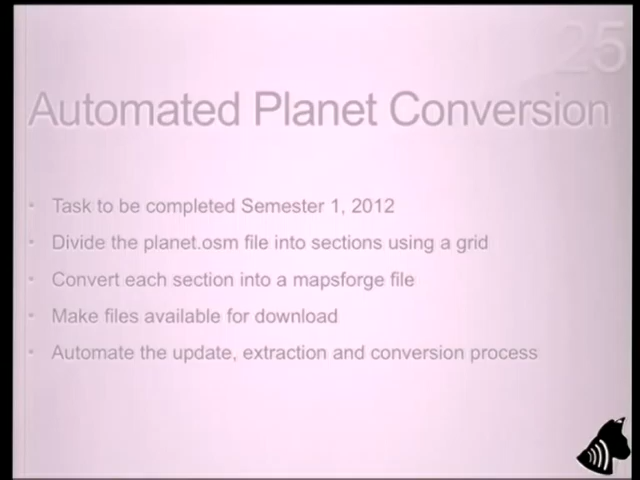 25
Automated Planet Conversion
• Task to be completed Semester 1, 2012
• Divide the planet.osm file into sections using a grid
• Convert each section into a mapsforge file
• Make files available for download
• Automate the update, extraction and conversion process